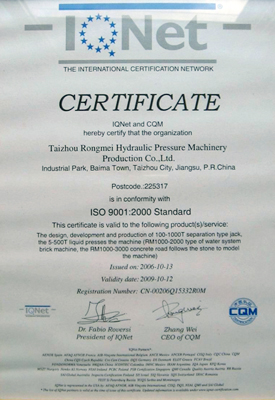 IQNet
THE INTERNATIONAL CERTIFICATION NETWORK
CERTIFICATE
IQNet and CQM
hereby certify that the organization
Taizhou Rongmei Hydraulic Pressure Machinery
Production Co.,Ltd.
Industrial Park, Baima Town, Taizhou City, Jiangsu, P.R.China
Postcode:225317
is in conformity with
ISO 9001:2000 Standard
This certificate is valid to the following product(s)/service:
The design, development and production of 100-1000T separation type jack,
the 5-500T liquid presses the machine (RM1000-2000 type of water system
brick machine, the RM1000-3000 concrete road follows the stone to model
the machine)
Issued on: 2006-10-13
Validity date: 2009-10-12
Registration Number: CN-00206Q15332R0M
IQNet
CQM
Dr. Fabio Roversi
Zhang Wei
President of IQNet
CEO of CQM